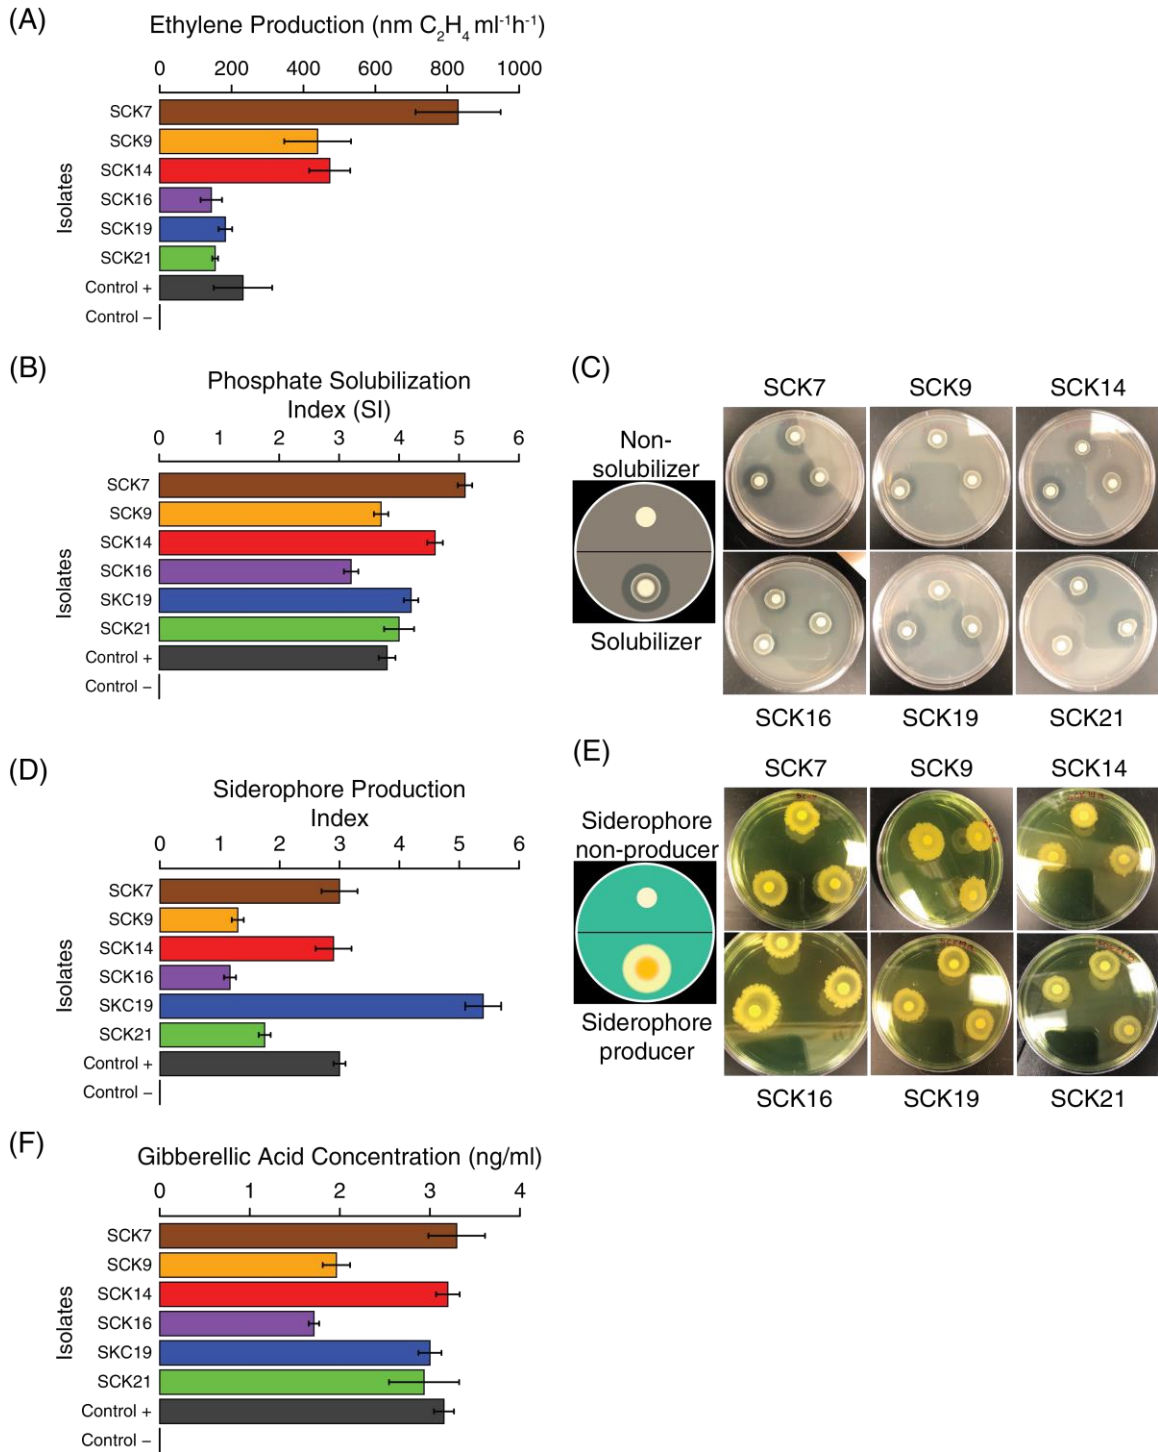 (A)
Ethylene Production (nm C₂H₄ ml⁻¹h⁻¹)
0 200 400 600 800 1000
Isolates
SCK7
SCK9
SCK14
SCK16
SCK19
SCK21
Control +
Control −
(B)
Phosphate Solubilization
Index (SI)
0 1 2 3 4 5 6
Isolates
SCK7
SCK9
SCK14
SCK16
SKC19
SCK21
Control +
Control −
(C)
SCK7 SCK9 SCK14
Non-
solubilizer
Solubilizer
SCK16 SCK19 SCK21
(D)
Siderophore Production
Index
0 1 2 3 4 5 6
Isolates
SCK7
SCK9
SCK14
SCK16
SKC19
SCK21
Control +
Control −
(E)
SCK7 SCK9 SCK14
Siderophore
non-producer
Siderophore
producer
SCK16 SCK19 SCK21
(F)
Gibberellic Acid Concentration (ng/ml)
0 1 2 3 4
Isolates
SCK7
SCK9
SCK14
SCK16
SKC19
SCK21
Control +
Control −